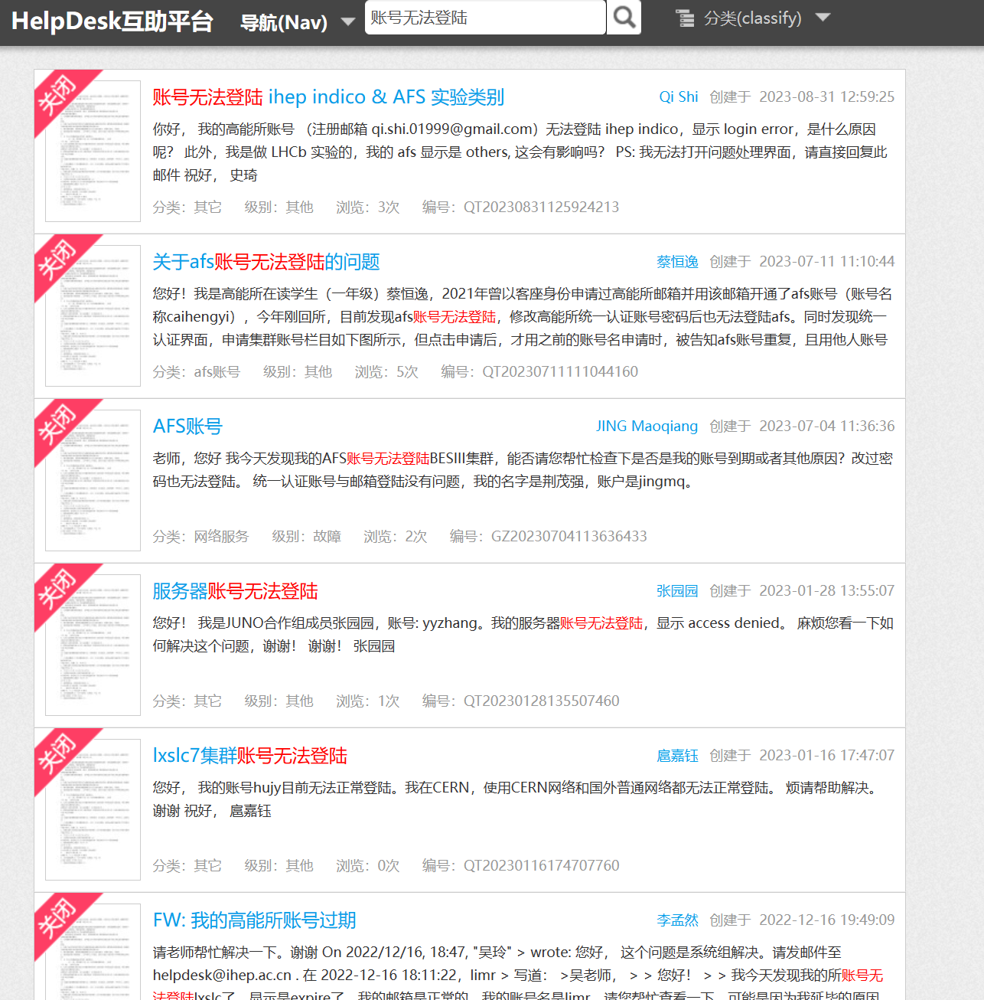 HelpDesk互助平台 导航(Nav) 账号无法登陆 分类(classify)
关闭
账号无法登陆 ihep indico & AFS 实验类别 Qi Shi 创建于 2023-08-31 12:59:25
你好， 我的高能所账号 （注册邮箱 qi.shi.01999@gmail.com）无法登陆 ihep indico，显示 login error，是什么原因
呢？ 此外，我是做 LHCb 实验的，我的 afs 显示是 others, 这会有影响吗？ PS: 我无法打开问题处理界面，请直接回复此
邮件 祝好， 史琦
分类：其它 级别：其他 浏览：3次 编号：QT20230831125924213
关闭
关于afs账号无法登陆的问题 蔡恒逸 创建于 2023-07-11 11:10:44
您好！我是高能所在读学生（一年级）蔡恒逸，2021年曾以客座身份申请过高能所邮箱并用该邮箱开通了afs账号（账号名
称caihengyi），今年刚回所，目前发现afs账号无法登陆，修改高能所统一认证账号密码后也无法登陆afs。同时发现统一
认证界面，申请集群账号栏目如下图所示，但点击申请后，才用之前的账号名申请时，被告知afs账号重复，且用他人账号
分类：afs账号 级别：其他 浏览：5次 编号：QT20230711111044160
关闭
AFS账号 JING Maoqiang 创建于 2023-07-04 11:36:36
老师，您好 我今天发现我的AFS账号无法登陆BESIII集群，能否请您帮忙检查下是否是我的账号到期或者其他原因？改过密
码也无法登陆。 统一认证账号与邮箱登陆没有问题，我的名字是荆茂强，账户是jingmq。
分类：网络服务 级别：故障 浏览：2次 编号：GZ20230704113636433
关闭
服务器账号无法登陆 张园园 创建于 2023-01-28 13:55:07
您好！ 我是JUNO合作组成员张园园，账号: yyzhang。我的服务器账号无法登陆，显示 access denied。 麻烦您看一下如
何解决这个问题，谢谢！ 谢谢！ 张园园
分类：其它 级别：其他 浏览：1次 编号：QT20230128135507460
关闭
lxslc7集群账号无法登陆 扈嘉钰 创建于 2023-01-16 17:47:07
您好， 我的账号hujy目前无法正常登陆。我在CERN，使用CERN网络和国外普通网络都无法正常登陆。 烦请帮助解决。
谢谢 祝好， 扈嘉钰
分类：其它 级别：其他 浏览：0次 编号：QT20230116174707760
关闭
FW: 我的高能所账号过期 李孟然 创建于 2022-12-16 19:49:09
请老师帮忙解决一下。谢谢 On 2022/12/16, 18:47, "吴玲" > wrote: 您好， 这个问题是系统组解决。请发邮件至
helpdesk@ihep.ac.cn . 在 2022-12-16 18:11:22，limr > 写道： >吴老师， > > 您好！ > > 我今天发现我的所账号无
法登陆lxslc了，显示是expire了，我的邮箱是正常的，我的账号名是limr，请您帮忙查看一下，可能是因为我延毕的原因